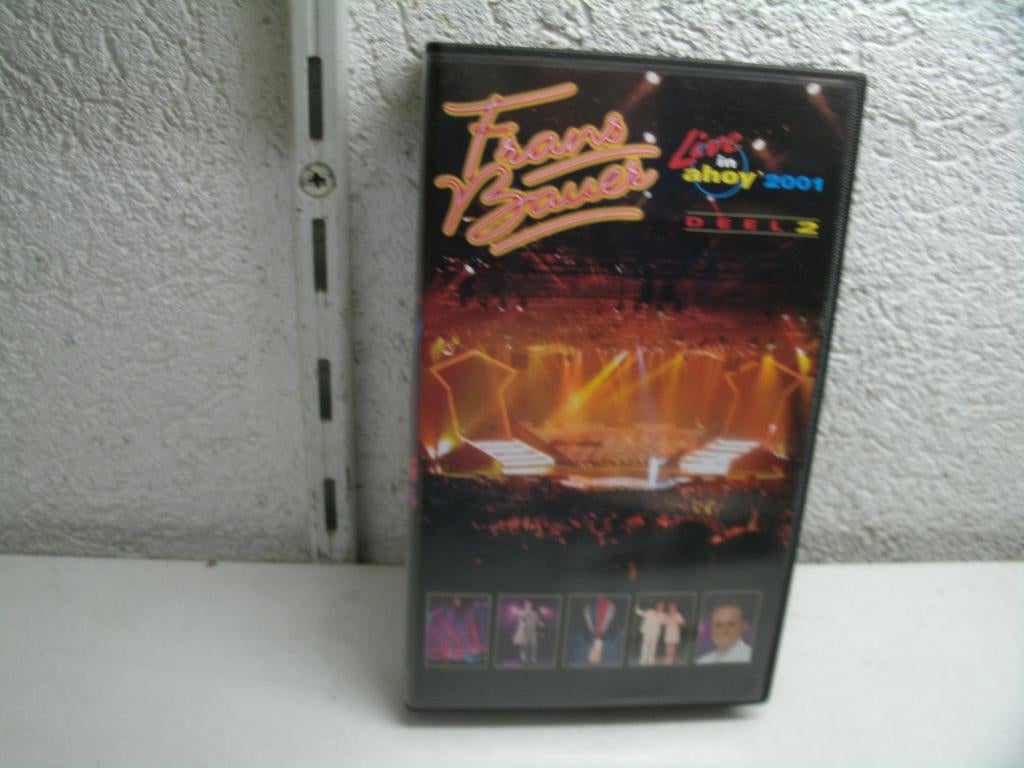 Frans
Bauer
Live
in
ahoy' 2001
DEEL 2